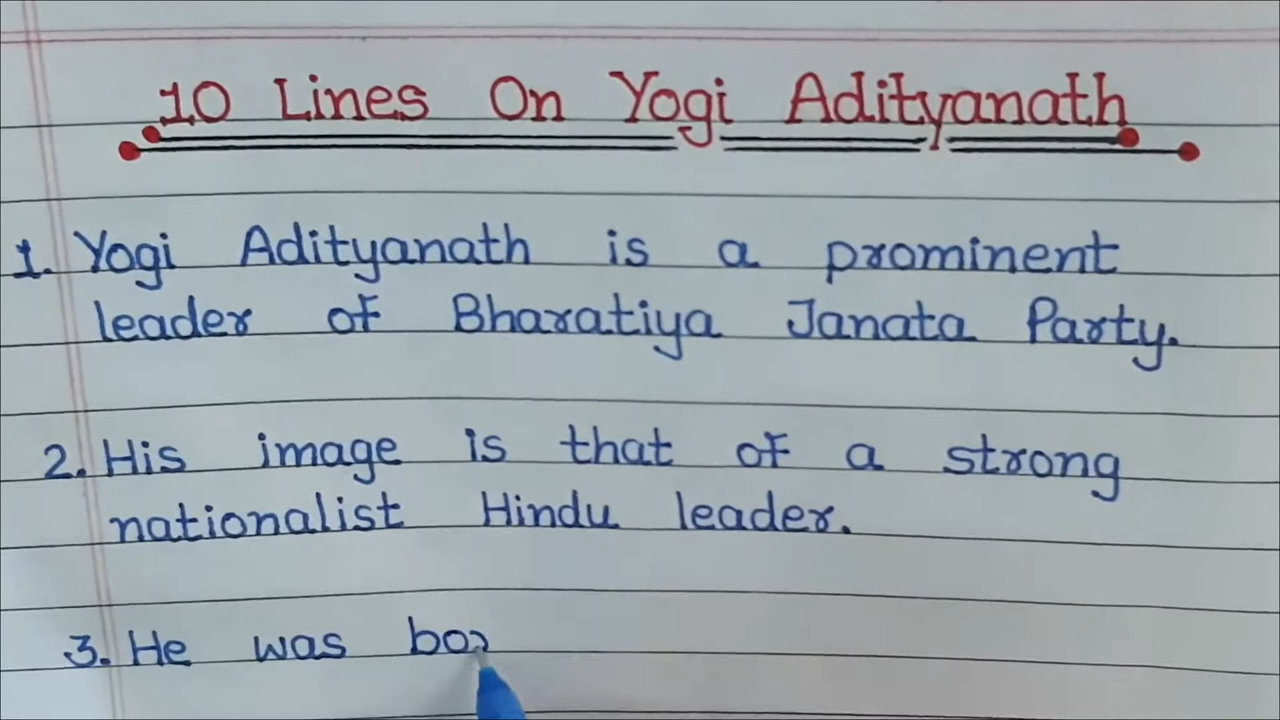 10 Lines On Yogi Adityanath
1. Yogi Adityanath is a prominent
leader of Bharatiya Janata Party.
2. His image is that of a strong
nationalist Hindu leader.
3. He was bor